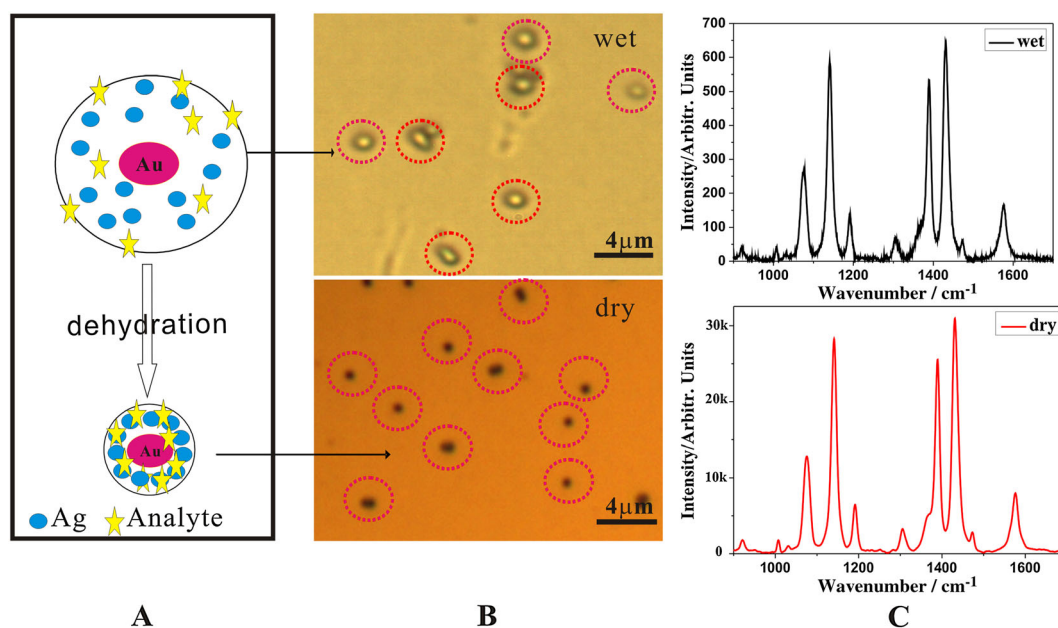 Au
dehydration
Au
Ag Analyte
A
wet
4μm
dry
4μm
B
700
600
500
400
300
200
100
0
Intensity/Arbitr. Units
wet
1000 1200 1400 1600
Wavenumber / cm-1
30k
20k
10k
0
Intensity/Arbitr. Units
dry
1000 1200 1400 1600
Wavenumber / cm-1
C